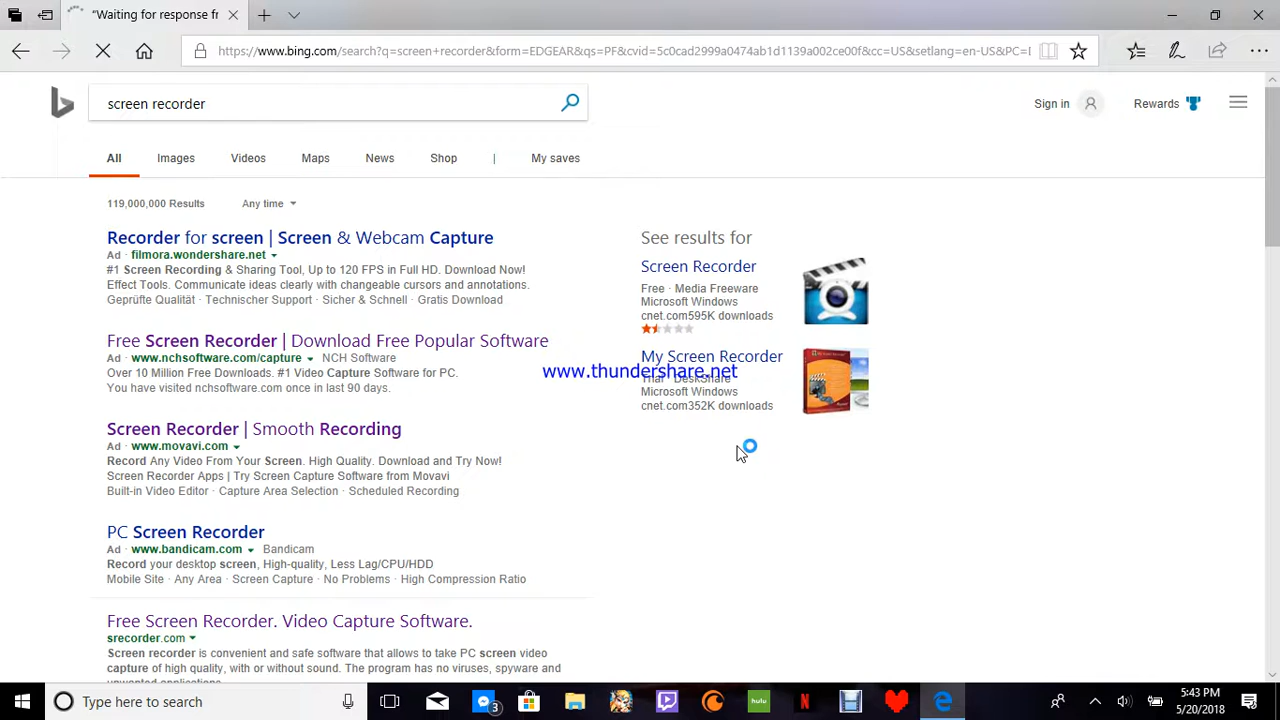 "Waiting for response fr
https://www.bing.com/search?q=screen+recorder&form=EDGEAR&qs=PF&cvid=5c0cad2999a0474ab1d1139a002ce00f&cc=US&setlang=en-US&PC=E
screen recorder
Sign in
Rewards
All
Images
Videos
Maps
News
Shop
|
My saves
119,000,000 Results
Any time
Recorder for screen | Screen & Webcam Capture
Ad · filmora.wondershare.net
#1 Screen Recording & Sharing Tool, Up to 120 FPS in Full HD. Download Now!
Effect Tools. Communicate ideas clearly with changeable cursors and annotations.
Geprüfte Qualität · Technischer Support · Sicher & Schnell · Gratis Download
Free Screen Recorder | Download Free Popular Software
Ad · www.nchsoftware.com/capture NCH Software
Over 10 Million Free Downloads. #1 Video Capture Software for PC.
You have visited nchsoftware.com once in last 90 days.
Screen Recorder | Smooth Recording
Ad · www.movavi.com
Record Any Video From Your Screen. High Quality. Download and Try Now!
Screen Recorder Apps | Try Screen Capture Software from Movavi
Built-in Video Editor · Capture Area Selection · Scheduled Recording
PC Screen Recorder
Ad · www.bandicam.com Bandicam
Record your desktop screen, High-quality, Less Lag/CPU/HDD
Mobile Site · Any Area · Screen Capture · No Problems · High Compression Ratio
Free Screen Recorder. Video Capture Software.
srecorder.com
Screen recorder is convenient and safe software that allows to take PC screen video
capture of high quality, with or without sound. The program has no viruses, spyware and
unwanted applications
See results for
Screen Recorder
Free · Media Freeware
Microsoft Windows
cnet.com595K downloads
My Screen Recorder
www.thundershare.net
Trial · DeskShare
Microsoft Windows
cnet.com352K downloads
Type here to search
3
hulu
N
5:43 PM
5/20/2018